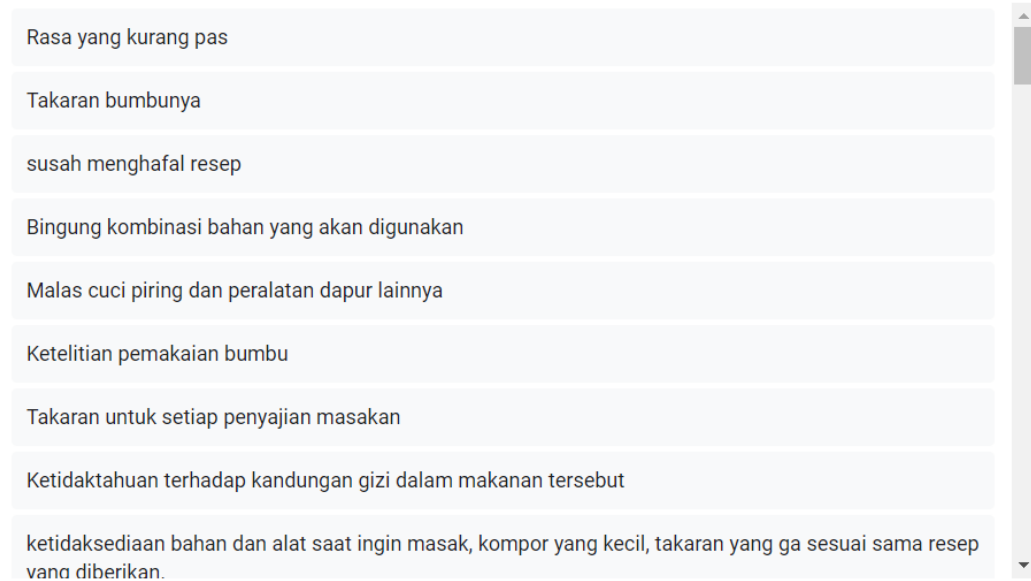 Rasa yang kurang pas
Takaran bumbunya
susah menghafal resep
Bingung kombinasi bahan yang akan digunakan
Malas cuci piring dan peralatan dapur lainnya
Ketelitian pemakaian bumbu
Takaran untuk setiap penyajian masakan
Ketidaktahuan terhadap kandungan gizi dalam makanan tersebut
ketidaksediaan bahan dan alat saat ingin masak, kompor yang kecil, takaran yang ga sesuai sama resep
yang diberikan.